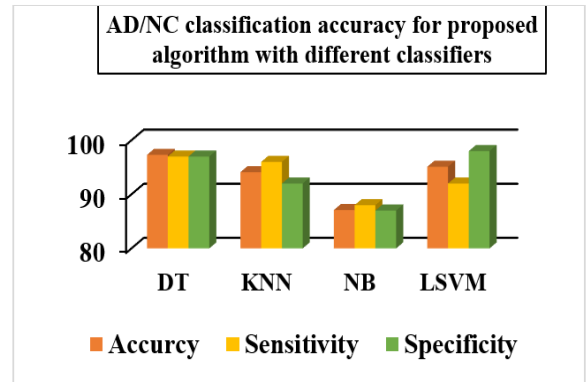 AD/NC classification accuracy for proposed
algorithm with different classifiers
100
90
80
DT KNN NB LSVM
Accurcy Sensitivity Specificity